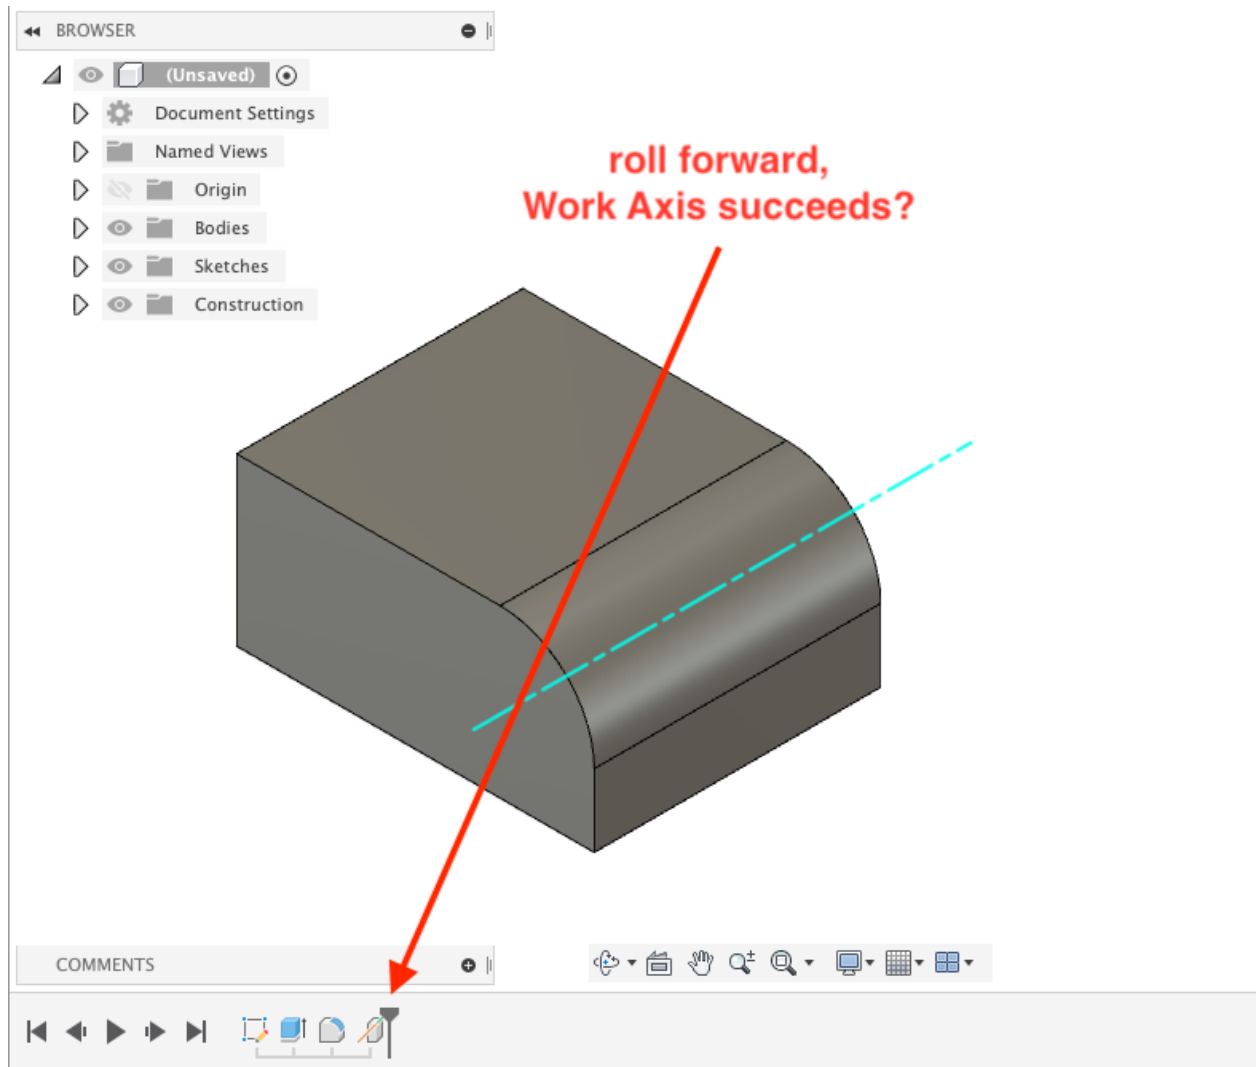 BROWSER
(Unsaved)
Document Settings
Named Views
Origin
Bodies
Sketches
Construction
roll forward,
Work Axis succeeds?
COMMENTS